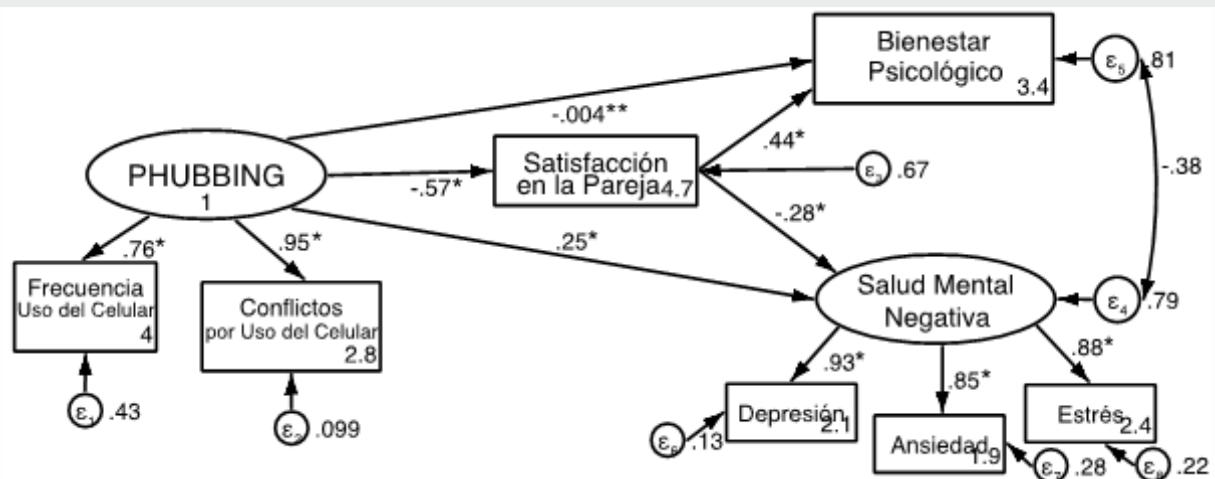 Bienestar
Psicológico
3.4
ε5 .81
-.004**
.44*
PHUBBING
1
-.57*
Satisfacción
en la Pareja 4.7
ε3 .67
-.38
-.28*
.25*
.76*
.95*
Frecuencia
Uso del Celular
4
Conflictos
por Uso del Celular
2.8
Salud Mental
Negativa
ε4 .79
.93*
.85*
.88*
ε1 .43
ε2 .099
Depresión
2.1
ε6 .13
Ansiedad
1.9
ε7 .28
Estrés
2.4
ε8 .22